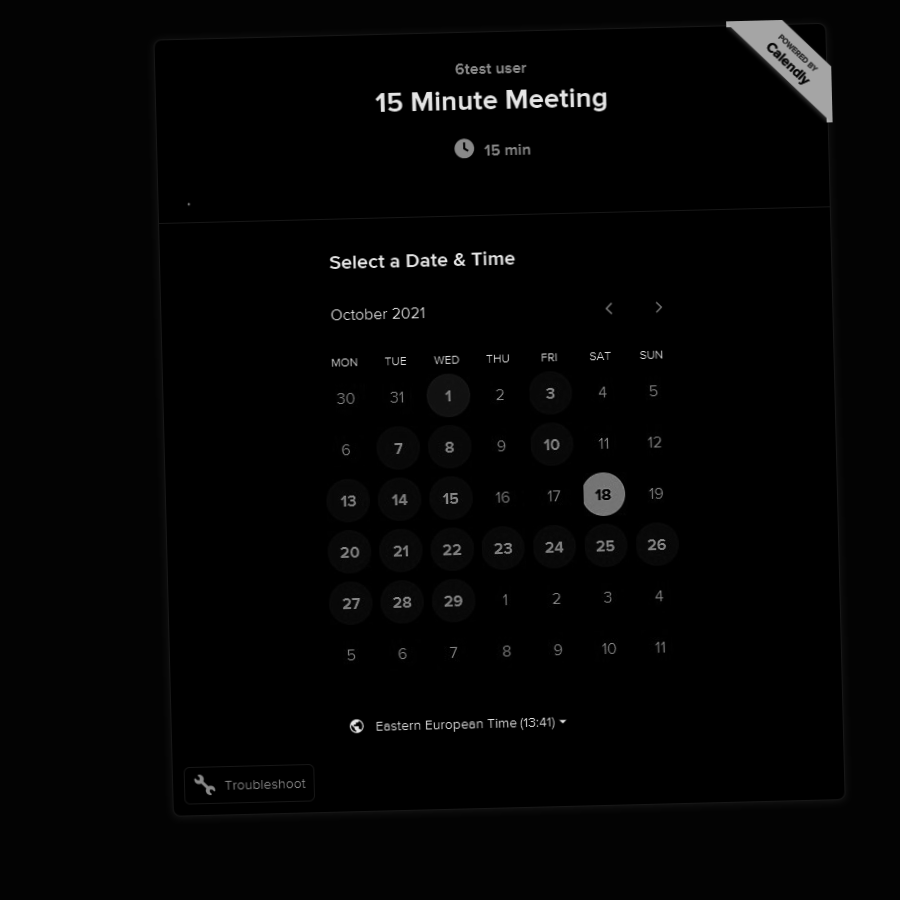 POWERED BY
Calendly
6test user
15 Minute Meeting
15 min
Select a Date & Time
October 2021
MON TUE WED THU FRI SAT SUN
30 31 1 2 3 4 5
6 7 8 9 10 11 12
13 14 15 16 17 18 19
20 21 22 23 24 25 26
27 28 29 1 2 3 4
5 6 7 8 9 10 11
Eastern European Time (13:41)
Troubleshoot